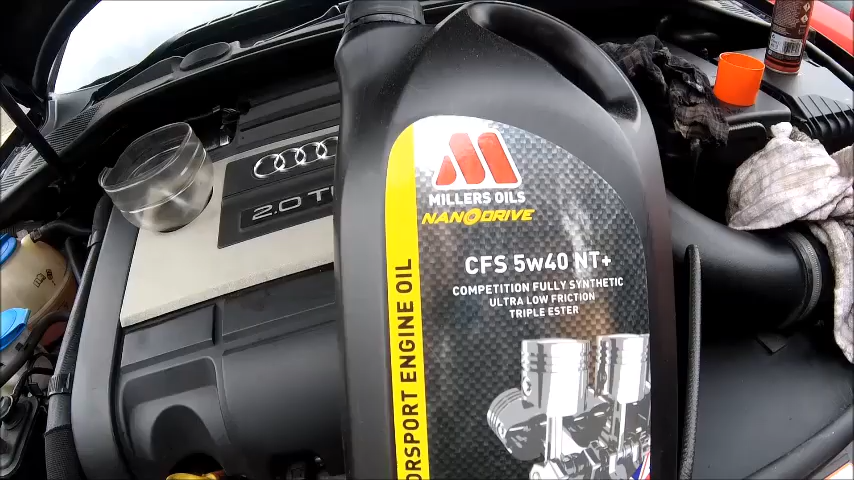 MILLERS OILS
NANODRIVE
CFS 5w40 NT+
COMPETITION FULLY SYNTHETIC
ULTRA LOW FRICTION
TRIPLE ESTER
ORSPORT ENGINE OIL
2.0 T